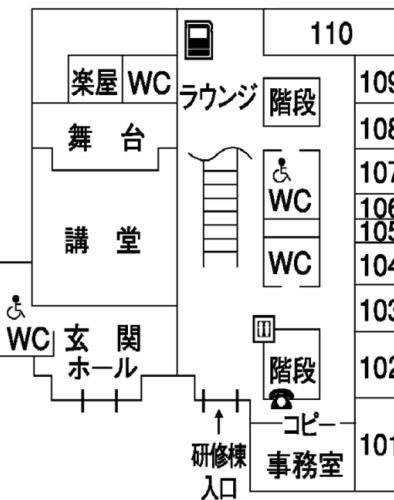 110
楽屋 WC
ラウンジ
階段
109
舞台
108
107
WC
106
105
講堂
WC
104
103
WC
玄関
ホール
階段
102
コピー
101
研修棟
入口
事務室